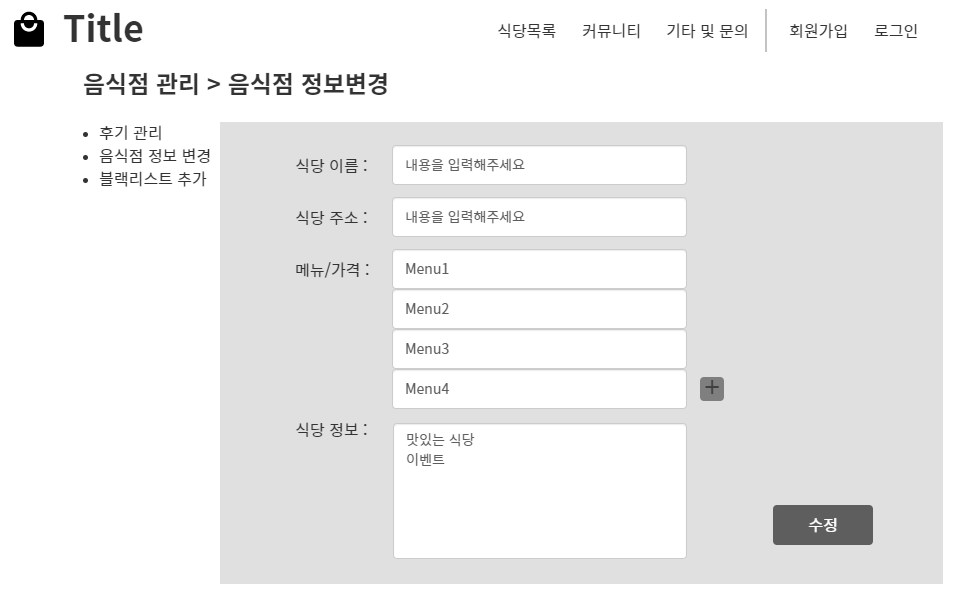 Title
식당목록 커뮤니티 기타 및 문의 회원가입 로그인
음식점 관리 > 음식점 정보변경
• 후기 관리
• 음식점 정보 변경
• 블랙리스트 추가
식당 이름 : 내용을 입력해주세요
식당 주소 : 내용을 입력해주세요
메뉴/가격 : Menu1
Menu2
Menu3
Menu4 +
식당 정보 : 맛있는 식당
이벤트
수정